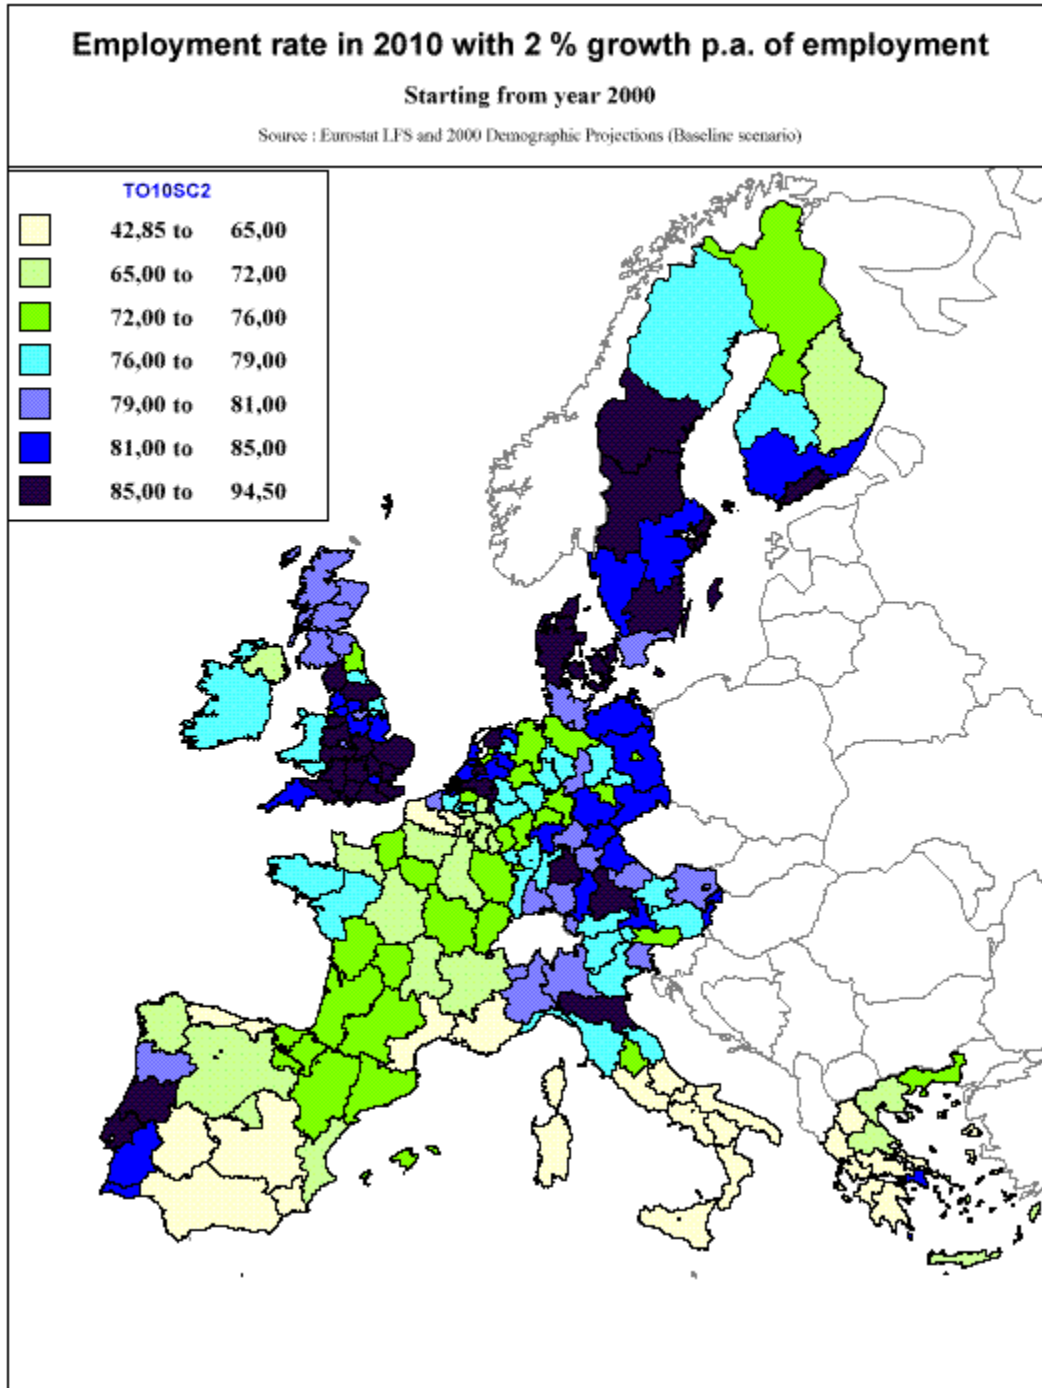 Employment rate in 2010 with 2 % growth p.a. of employment
Starting from year 2000
Source : Eurostat LFS and 2000 Demographic Projections (Baseline scenario)
TO10SC2
42,85 to 65,00
65,00 to 72,00
72,00 to 76,00
76,00 to 79,00
79,00 to 81,00
81,00 to 85,00
85,00 to 94,50